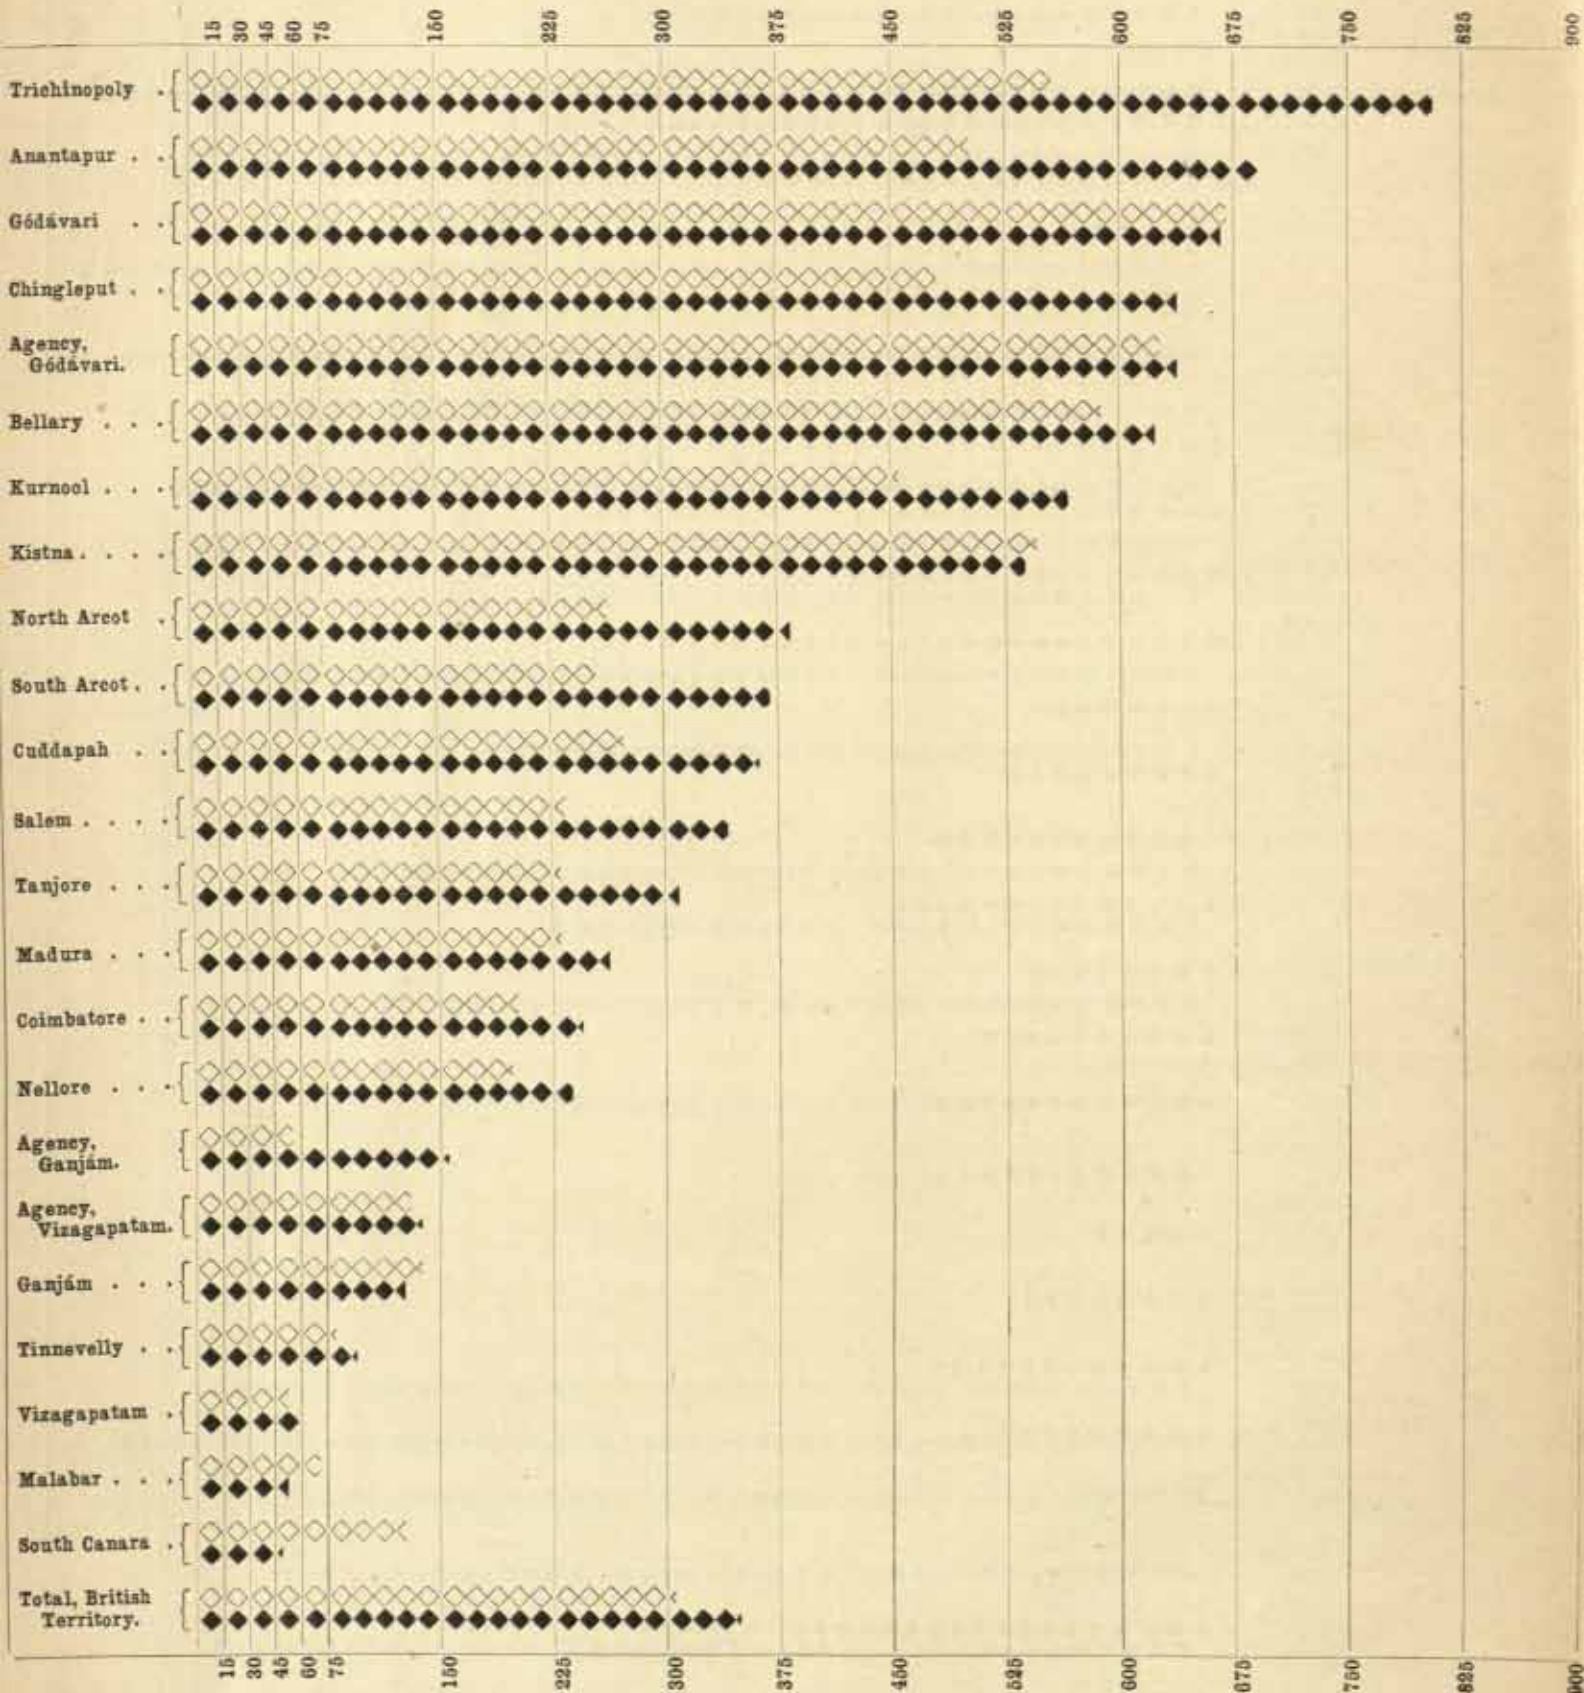 15 30 45 60 75 150 225 300 375 450 525 600 675 750 825 900
Trichinopoly .
Anantapur . .
Gódávari . .
Chingleput . .
Agency,
Gódávari.
Bellary . . .
Kurnool . . .
Kistna . . . .
North Arcot .
South Arcot . .
Cuddapah . .
Salem . . . .
Tanjore . . .
Madura . . .
Coimbatore . .
Nellore . . .
Agency,
Ganjám.
Agency,
Vizagapatam.
Ganjám . . .
Tinnevelly . .
Vizagapatam .
Malabar . . .
South Canara .
Total, British
Territory.
15 30 45 60 75 150 225 300 375 450 525 600 675 750 825 900